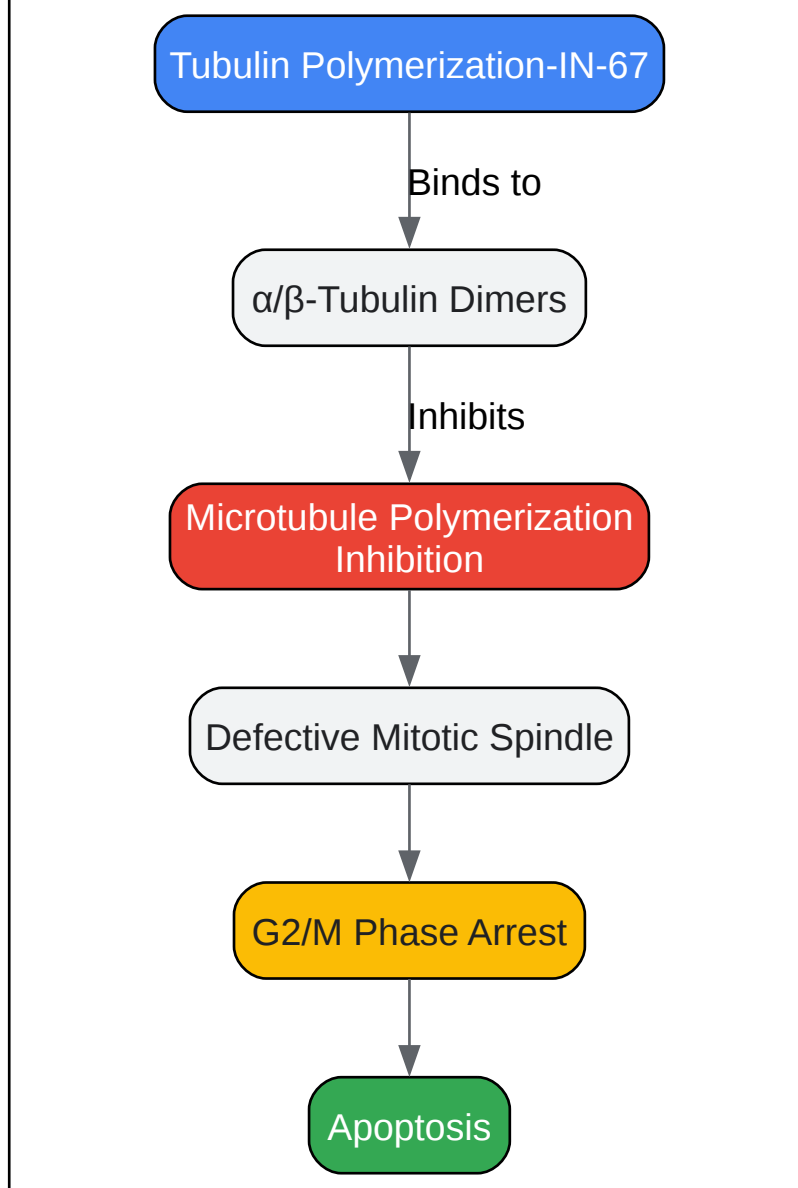 Tubulin Polymerization-IN-67
Binds to
α/β-Tubulin Dimers
Inhibits
Microtubule Polymerization
Inhibition
Defective Mitotic Spindle
G2/M Phase Arrest
Apoptosis